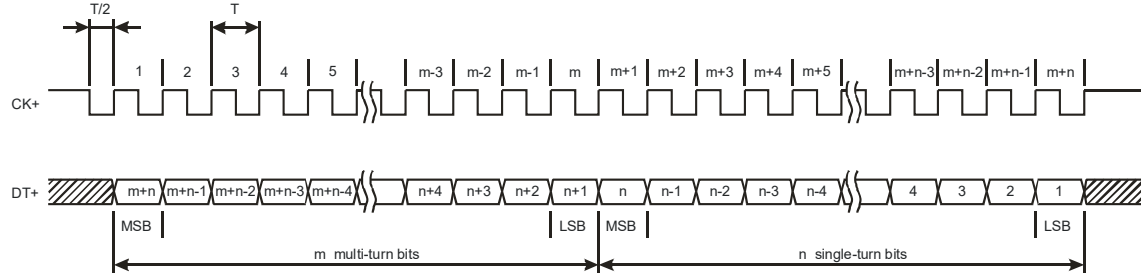 T/2 T
1 2 3 4 5 m-3 m-2 m-1 m m+1 m+2 m+3 m+4 m+5 m+n-3 m+n-2 m+n-1 m+n
CK+
DT+ m+n m+n-1 m+n-2 m+n-3 m+n-4 n+4 n+3 n+2 n+1 n n-1 n-2 n-3 n-4 4 3 2 1
MSB LSB MSB LSB
m multi-turn bits n single-turn bits